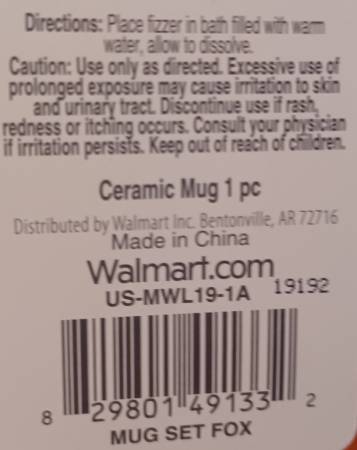 Directions: Place fizzer in bath filled with warm
water, allow to dissolve.
Caution: Use only as directed. Excessive use of
prolonged exposure may cause irritation to skin
and urinary tract. Discontinue use if rash,
redness or itching occurs. Consult your physician
if irritation persists. Keep out of reach of children.
Ceramic Mug 1 pc
Distributed by Walmart Inc. Bentonville, AR 72716
Made in China
Walmart.com
US-MWL19-1A 19192
8 29801 49133 2
MUG SET FOX